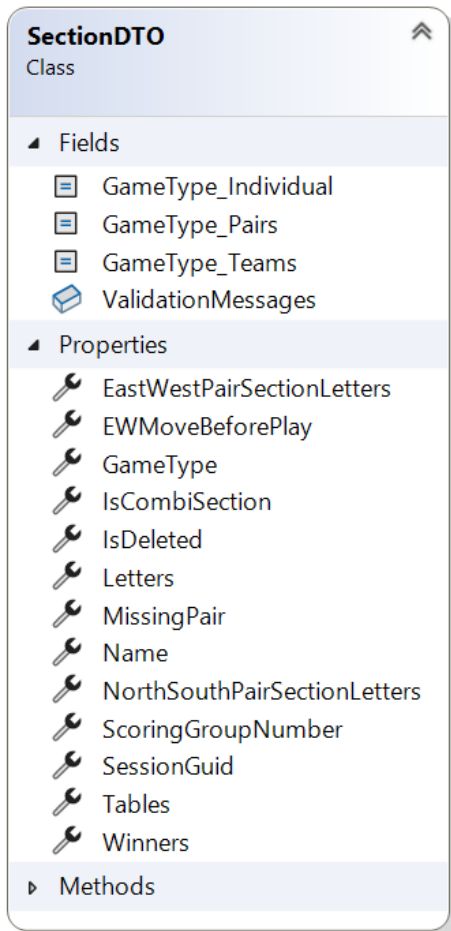 SectionDTO
Class
Fields
GameType_Individual
GameType_Pairs
GameType_Teams
ValidationMessages
Properties
EastWestPairSectionLetters
EWMoveBeforePlay
GameType
IsCombiSection
IsDeleted
Letters
MissingPair
Name
NorthSouthPairSectionLetters
ScoringGroupNumber
SessionGuid
Tables
Winners
Methods